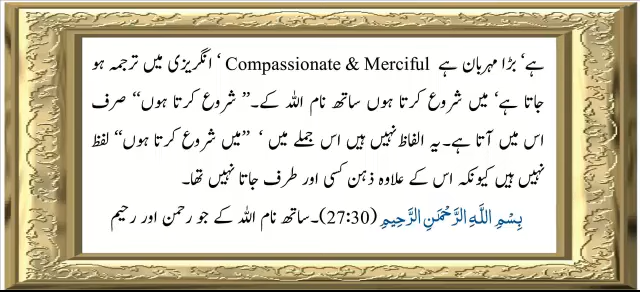 ہے‘ بڑا مہربان ہے Compassionate & Merciful ‘ انگریزی میں ترجمہ ہو
جاتا ہے‘ میں شروع کرتا ہوں ساتھ نام اللہ کے۔” شروع کرتا ہوں“ صرف
اس میں آتا ہے۔یہ الفاظ نہیں ہیں اس جملے میں ‘ ”میں شروع کرتا ہوں“ لفظ
نہیں ہیں کیونکہ اس کے علاوہ ذہن کسی اور طرف جاتا نہیں تھا۔
بِسْمِ اللَّهِ الرَّحْمَنِ الرَّحِيمِ (27:30)۔ساتھ نام اللہ کے جو رحمن اور رحیم